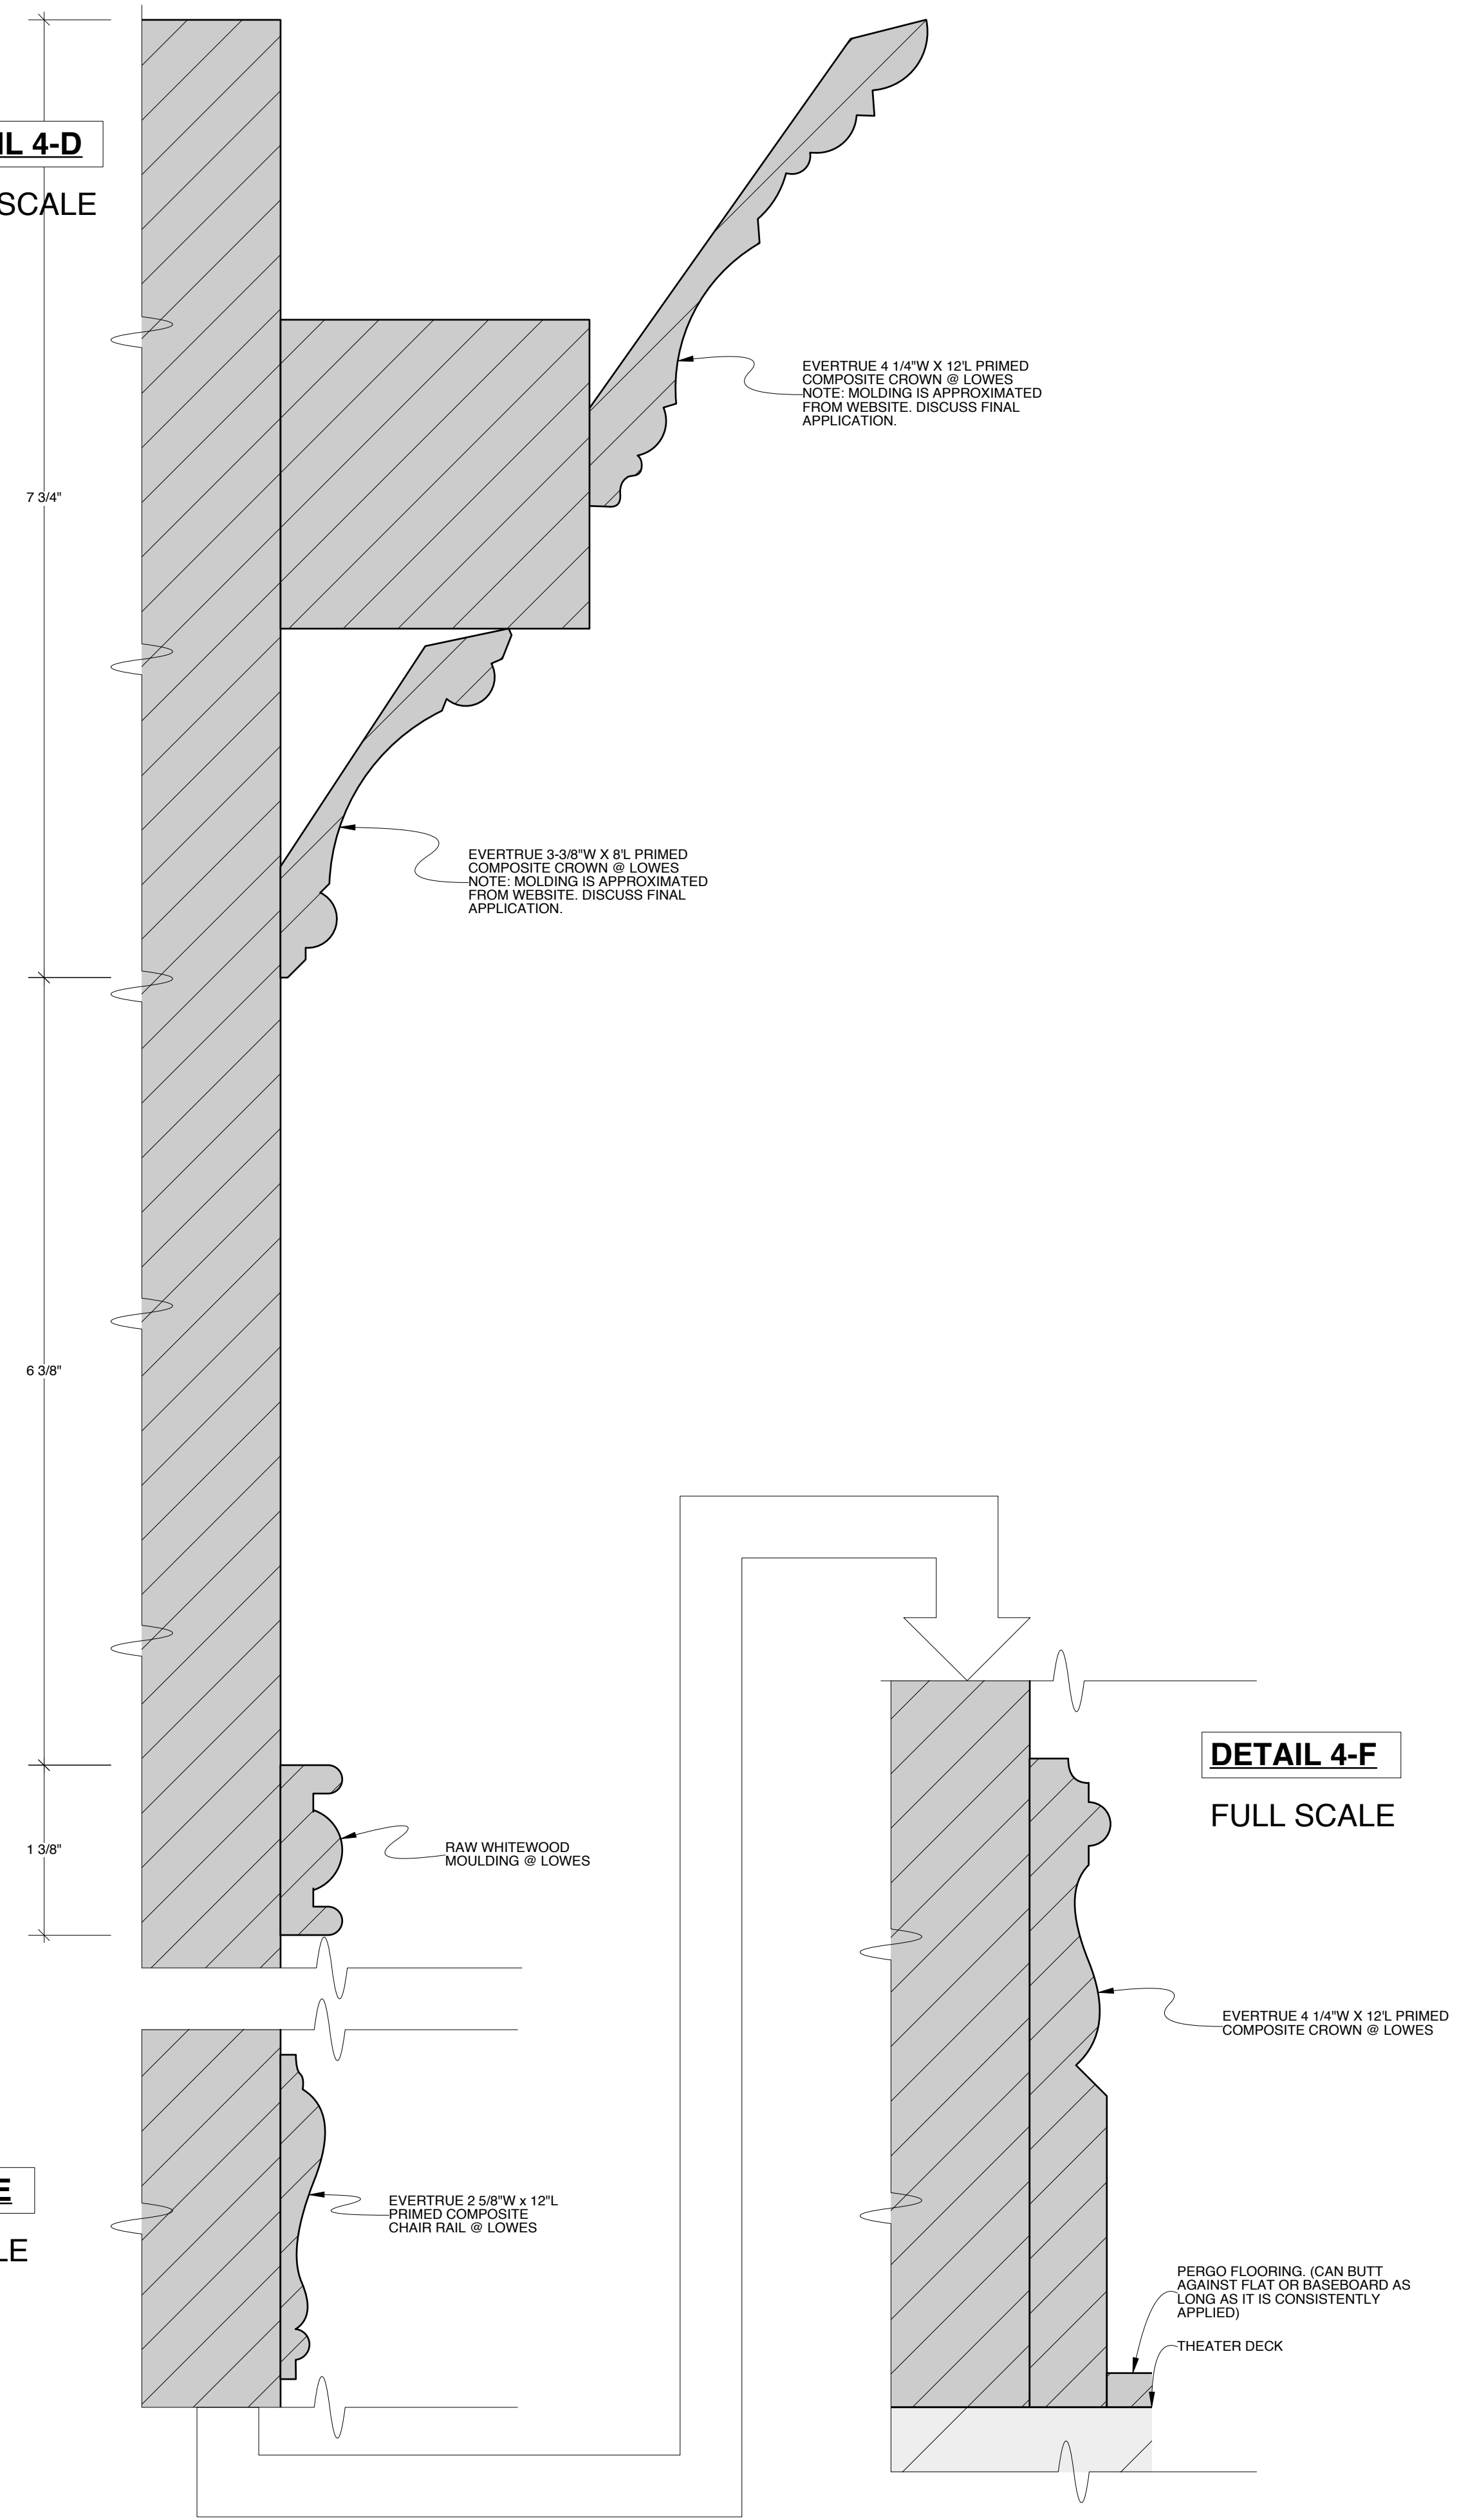 IL 4-D
SCALE
EVERTRUE 4 1/4"W X 12'L PRIMED
COMPOSITE CROWN @ LOWES
NOTE: MOLDING IS APPROXIMATED
FROM WEBSITE. DISCUSS FINAL
APPLICATION.
7 3/4"
EVERTRUE 3-3/8"W X 8'L PRIMED
COMPOSITE CROWN @ LOWES
NOTE: MOLDING IS APPROXIMATED
FROM WEBSITE. DISCUSS FINAL
APPLICATION.
6 3/8"
1 3/8"
RAW WHITEWOOD
MOULDING @ LOWES
DETAIL 4-F
FULL SCALE
EVERTRUE 4 1/4"W X 12'L PRIMED
COMPOSITE CROWN @ LOWES
E
LE
EVERTRUE 2 5/8"W x 12"L
PRIMED COMPOSITE
CHAIR RAIL @ LOWES
PERGO FLOORING. (CAN BUTT
AGAINST FLAT OR BASEBOARD AS
LONG AS IT IS CONSISTENTLY
APPLIED)
THEATER DECK